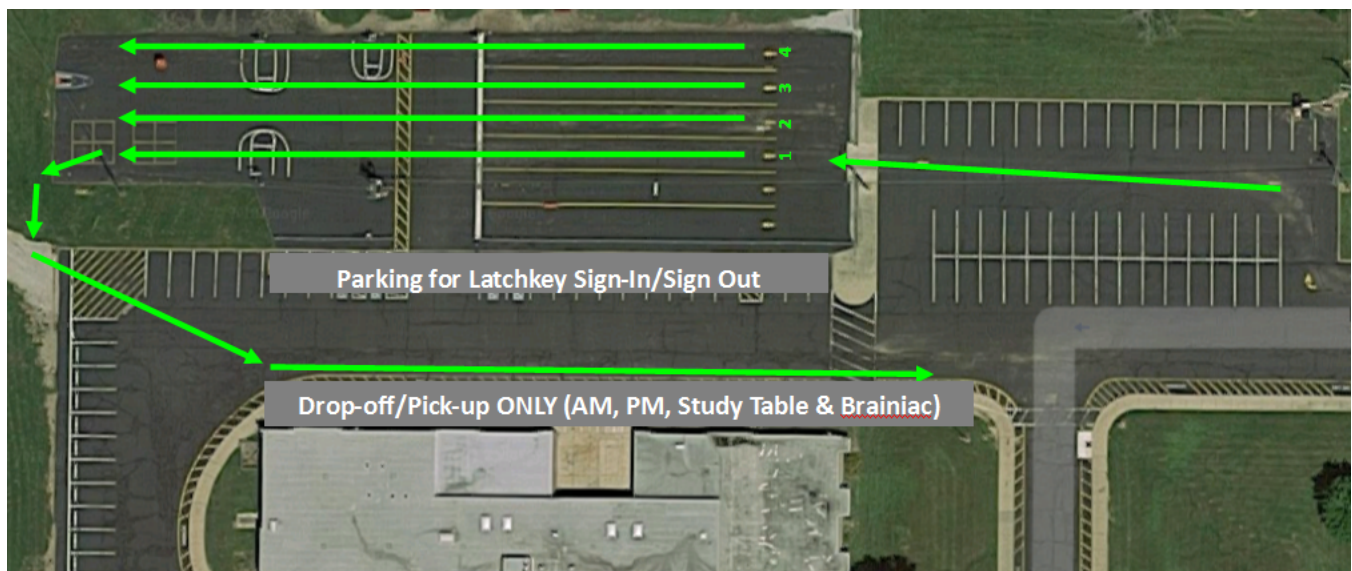 4
3
2
1
Parking for Latchkey Sign-In/Sign Out
Drop-off/Pick-up ONLY (AM, PM, Study Table & Brainiac)